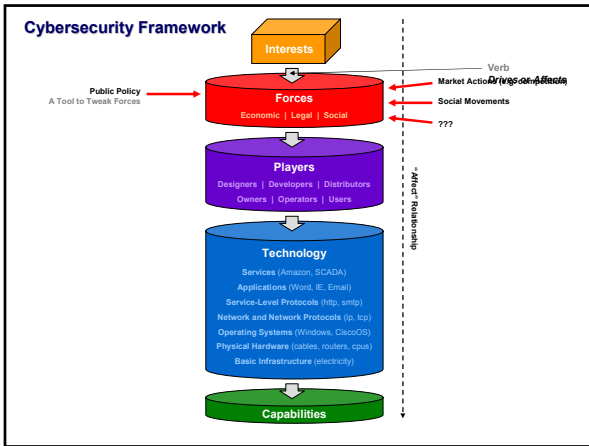 Cybersecurity Framework
Interests
Verb
Drives or Affects
Public Policy
A Tool to Tweak Forces
Market Actions (e.g. competition)
Forces
Social Movements
Economic | Legal | Social
???
Players
Designers | Developers | Distributors
Owners | Operators | Users
"Affect" Relationship
Technology
Services (Amazon, SCADA)
Applications (Word, IE, Email)
Service-Level Protocols (http, smtp)
Network and Network Protocols (ip, tcp)
Operating Systems (Windows, CiscoOS)
Physical Hardware (cables, routers, cpus)
Basic Infrastructure (electricity)
Capabilities